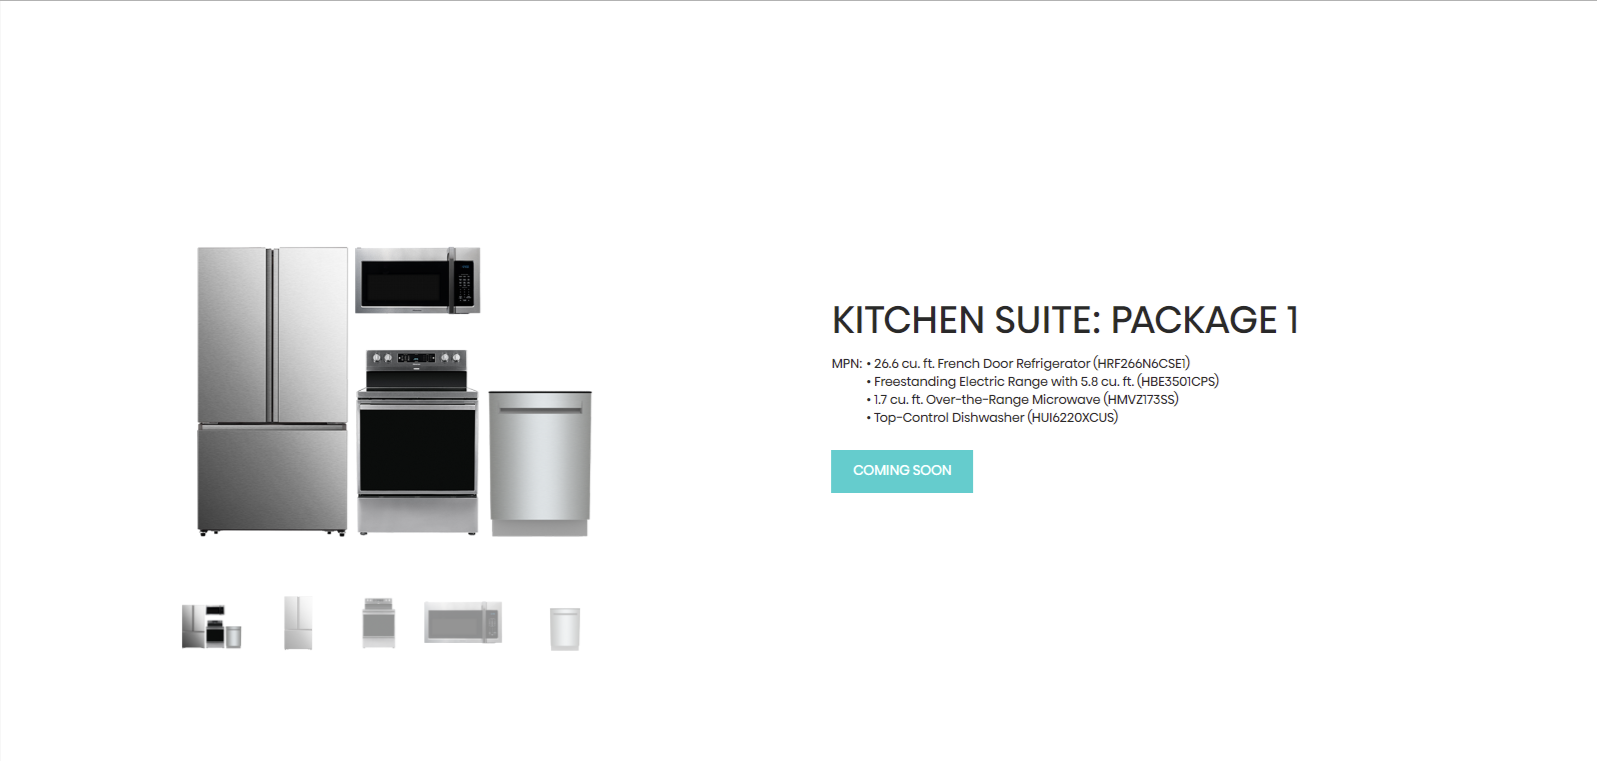 KITCHEN SUITE: PACKAGE 1
MPN: • 26.6 cu. ft. French Door Refrigerator (HRF266N6CSE1)
• Freestanding Electric Range with 5.8 cu. ft. (HBE3501CPS)
• 1.7 cu. ft. Over-the-Range Microwave (HMVZ173SS)
• Top-Control Dishwasher (HUI6220XCUS)
COMING SOON